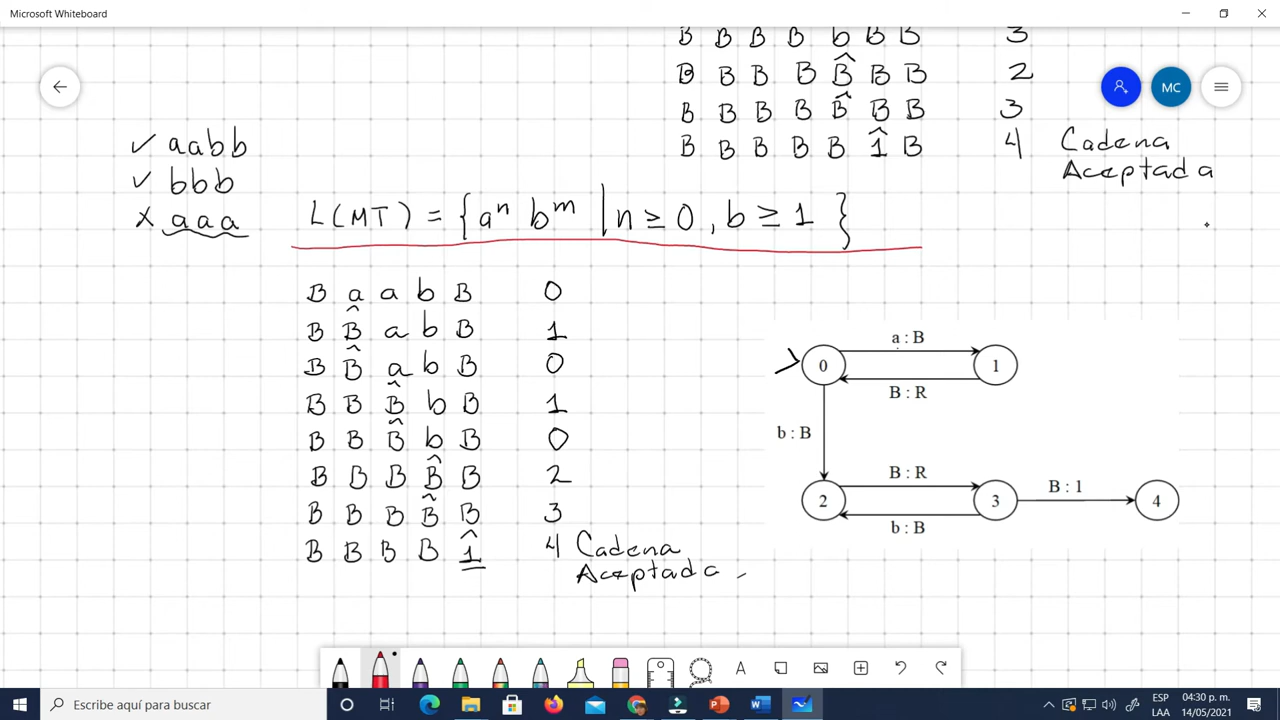 Microsoft Whiteboard
B B B B b B B 3
B B B B B̂ B B 2
B B B B B̂ B B 3
B B B B B 1̂ B 4 Cadena
Aceptada
MC
✓ aabb
✓ bbb
X aaa
L(MT) = { aⁿ bᵐ | n ≥ 0, b ≥ 1 }
B a a b B 0
B B̂ a b B 1
B B̂ a b B 0
B B B̂ b B 1
B B B̂ b B 0
B B B B̂ B 2
B B B B̂ B 3
B B B B 1̂ 4 Cadena
Aceptada
a : B
0 1
B : R
b : B
B : R
2 3 B : 1 4
b : B
Escribe aquí para buscar
ESP
LAA
04:30 p. m.
14/05/2021